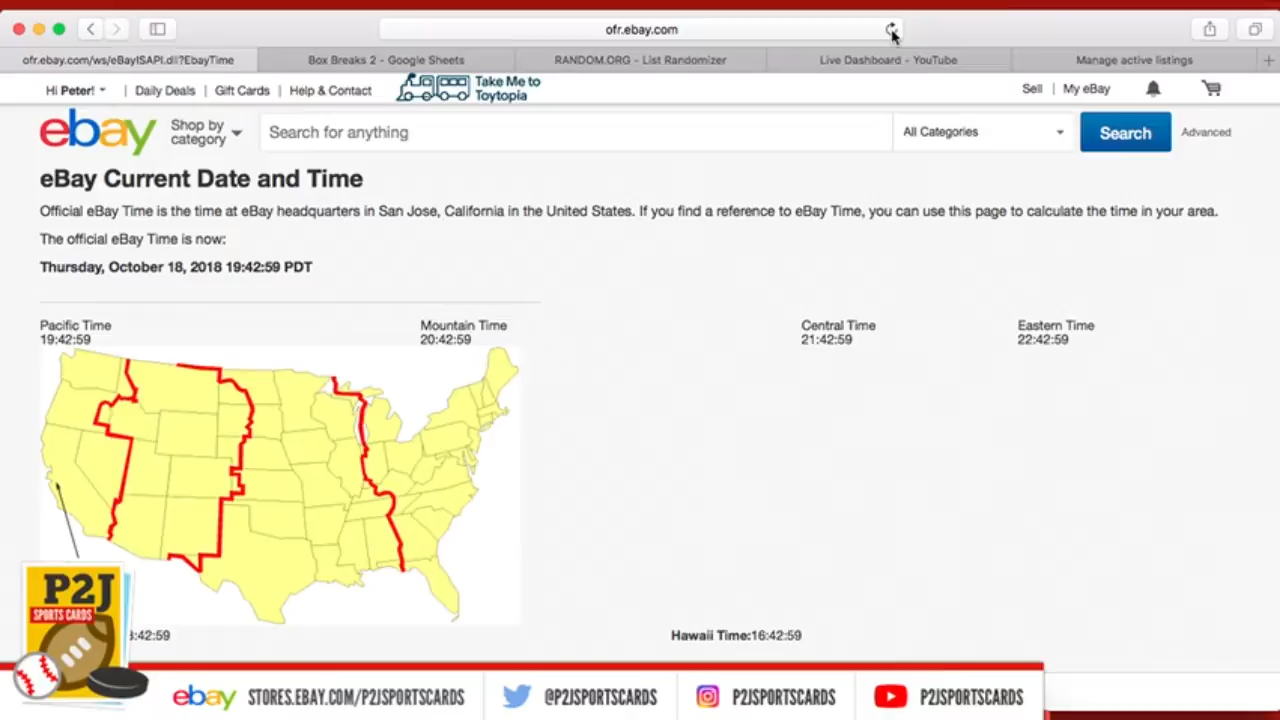 ofr.ebay.com
ofr.ebay.com/ws/eBayISAPI.dll?EbayTime
Box Breaks 2 - Google Sheets
RANDOM.ORG - List Randomizer
Live Dashboard - YouTube
Manage active listings
Hi Peter!
Daily Deals
Gift Cards
Help & Contact
Take Me to
Toytopia
Sell
My eBay
ebay
Shop by
category
Search for anything
All Categories
Search
Advanced
eBay Current Date and Time
Official eBay Time is the time at eBay headquarters in San Jose, California in the United States. If you find a reference to eBay Time, you can use this page to calculate the time in your area.
The official eBay Time is now:
Thursday, October 18, 2018 19:42:59 PDT
Pacific Time
19:42:59
Mountain Time
20:42:59
Central Time
21:42:59
Eastern Time
22:42:59
:42:59
Hawaii Time:16:42:59
P2J
SPORTS CARDS
ebay STORES.EBAY.COM/P2JSPORTSCARDS
@P2JSPORTSCARDS
P2JSPORTSCARDS
P2JSPORTSCARDS